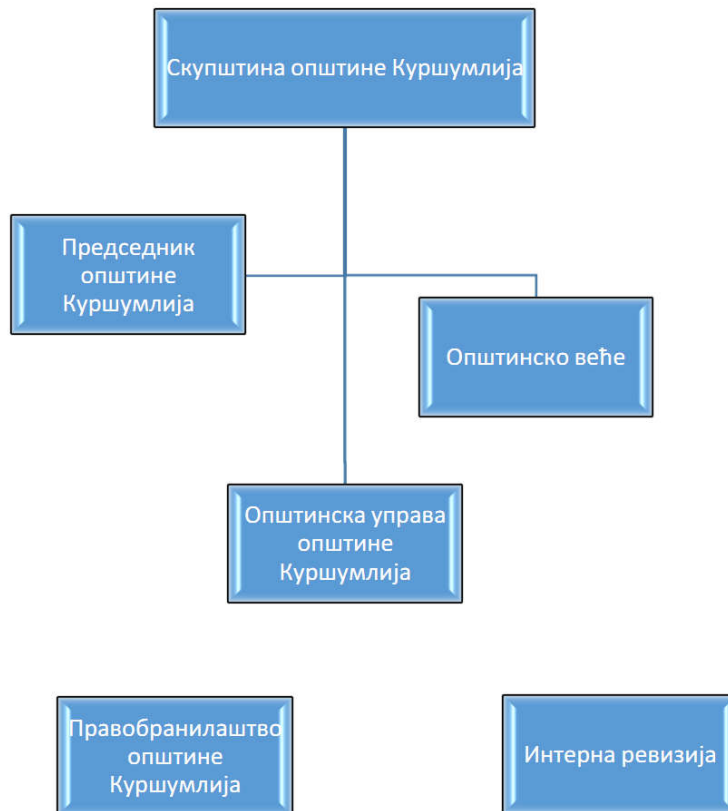 Скупштина општине Куршумлија
Председник
општине
Куршумлија
Општинско веће
Општинска управа
општине
Куршумлија
Правобранилаштво
општине
Куршумлија
Интерна ревизија